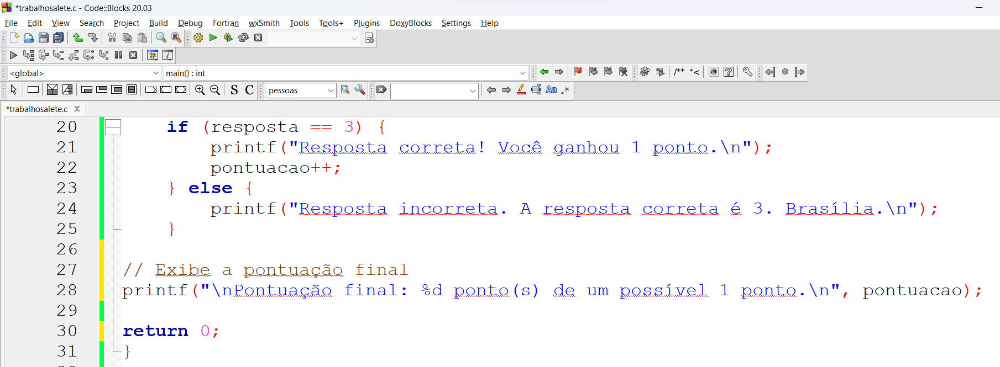 *trabalhosalete.c - Code::Blocks 20.03
File Edit View Search Project Build Debug Fortran wxSmith Tools Tools+ Plugins DoxyBlocks Settings Help
<global> main() : int /** *<
S C pessoas Aa .*
*trabalhosalete.c X
20 if (resposta == 3) {
21 printf("Resposta correta! Você ganhou 1 ponto.\n");
22 pontuacao++;
23 } else {
24 printf("Resposta incorreta. A resposta correta é 3. Brasília.\n");
25 }
26
27 // Exibe a pontuação final
28 printf("\nPontuação final: %d ponto(s) de um possível 1 ponto.\n", pontuacao);
29
30 return 0;
31 }